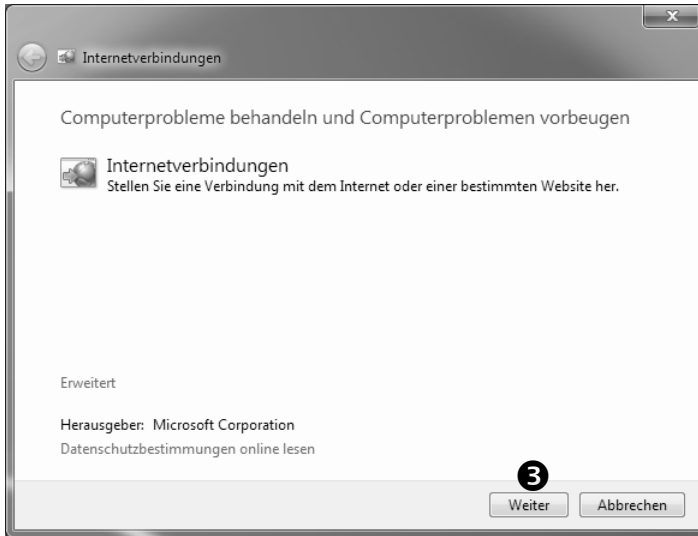 Internetverbindungen
Computerprobleme behandeln und Computerproblemen vorbeugen
Internetverbindungen
Stellen Sie eine Verbindung mit dem Internet oder einer bestimmten Website her.
Erweitert
Herausgeber: Microsoft Corporation
Datenschutzbestimmungen online lesen
❸
Weiter Abbrechen